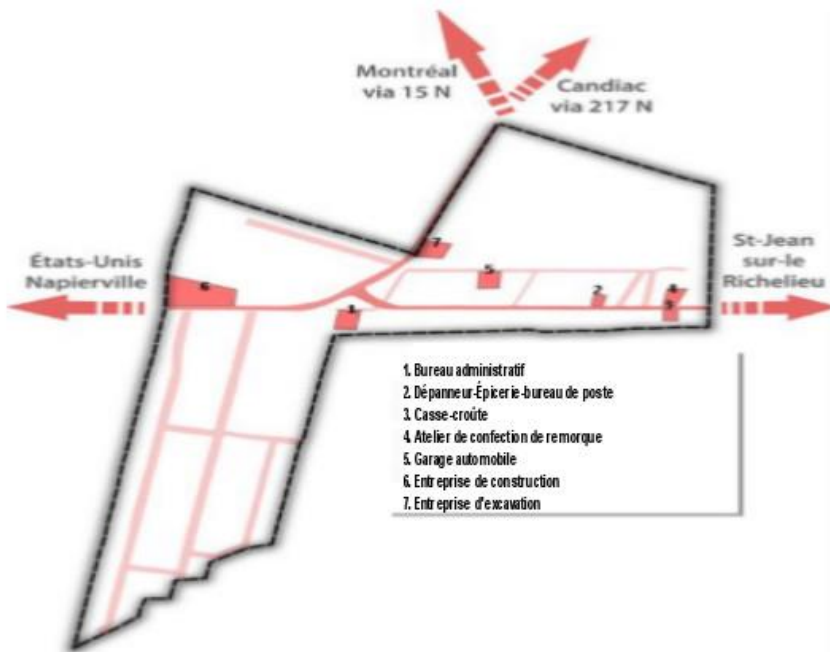 Montréal
via 15 N
Candiac
via 217 N
États-Unis
Napierville
St-Jean
sur-le
Richelieu
7
6
5
2
4
3
1
1. Bureau administratif
2. Dépanneur-Épicerie-bureau de poste
3. Casse-croûte
4. Atelier de confection de remorque
5. Garage automobile
6. Entreprise de construction
7. Entreprise d'excavation